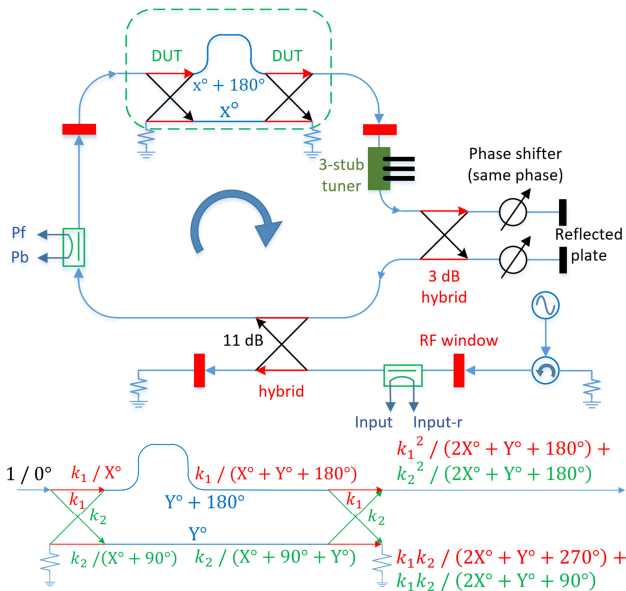 DUT
DUT
x° + 180°
x°
3-stub
tuner
Phase shifter
(same phase)
Pf
Pb
Reflected
plate
3 dB
hybrid
11 dB
RF window
hybrid
Input
Input-r
1 / 0°
k₁ / X°
k₁ / (X° + Y° + 180°)
k₁² / (2X° + Y° + 180°) +
k₂² / (2X° + Y° + 180°)
k₁
k₂
Y° + 180°
k₁
k₂
Y°
k₂ /(X° + 90°)
k₂ / (X° + 90° + Y°)
k₁k₂ / (2X° + Y° + 270°) +
k₁k₂ / (2X° + Y° + 90°)